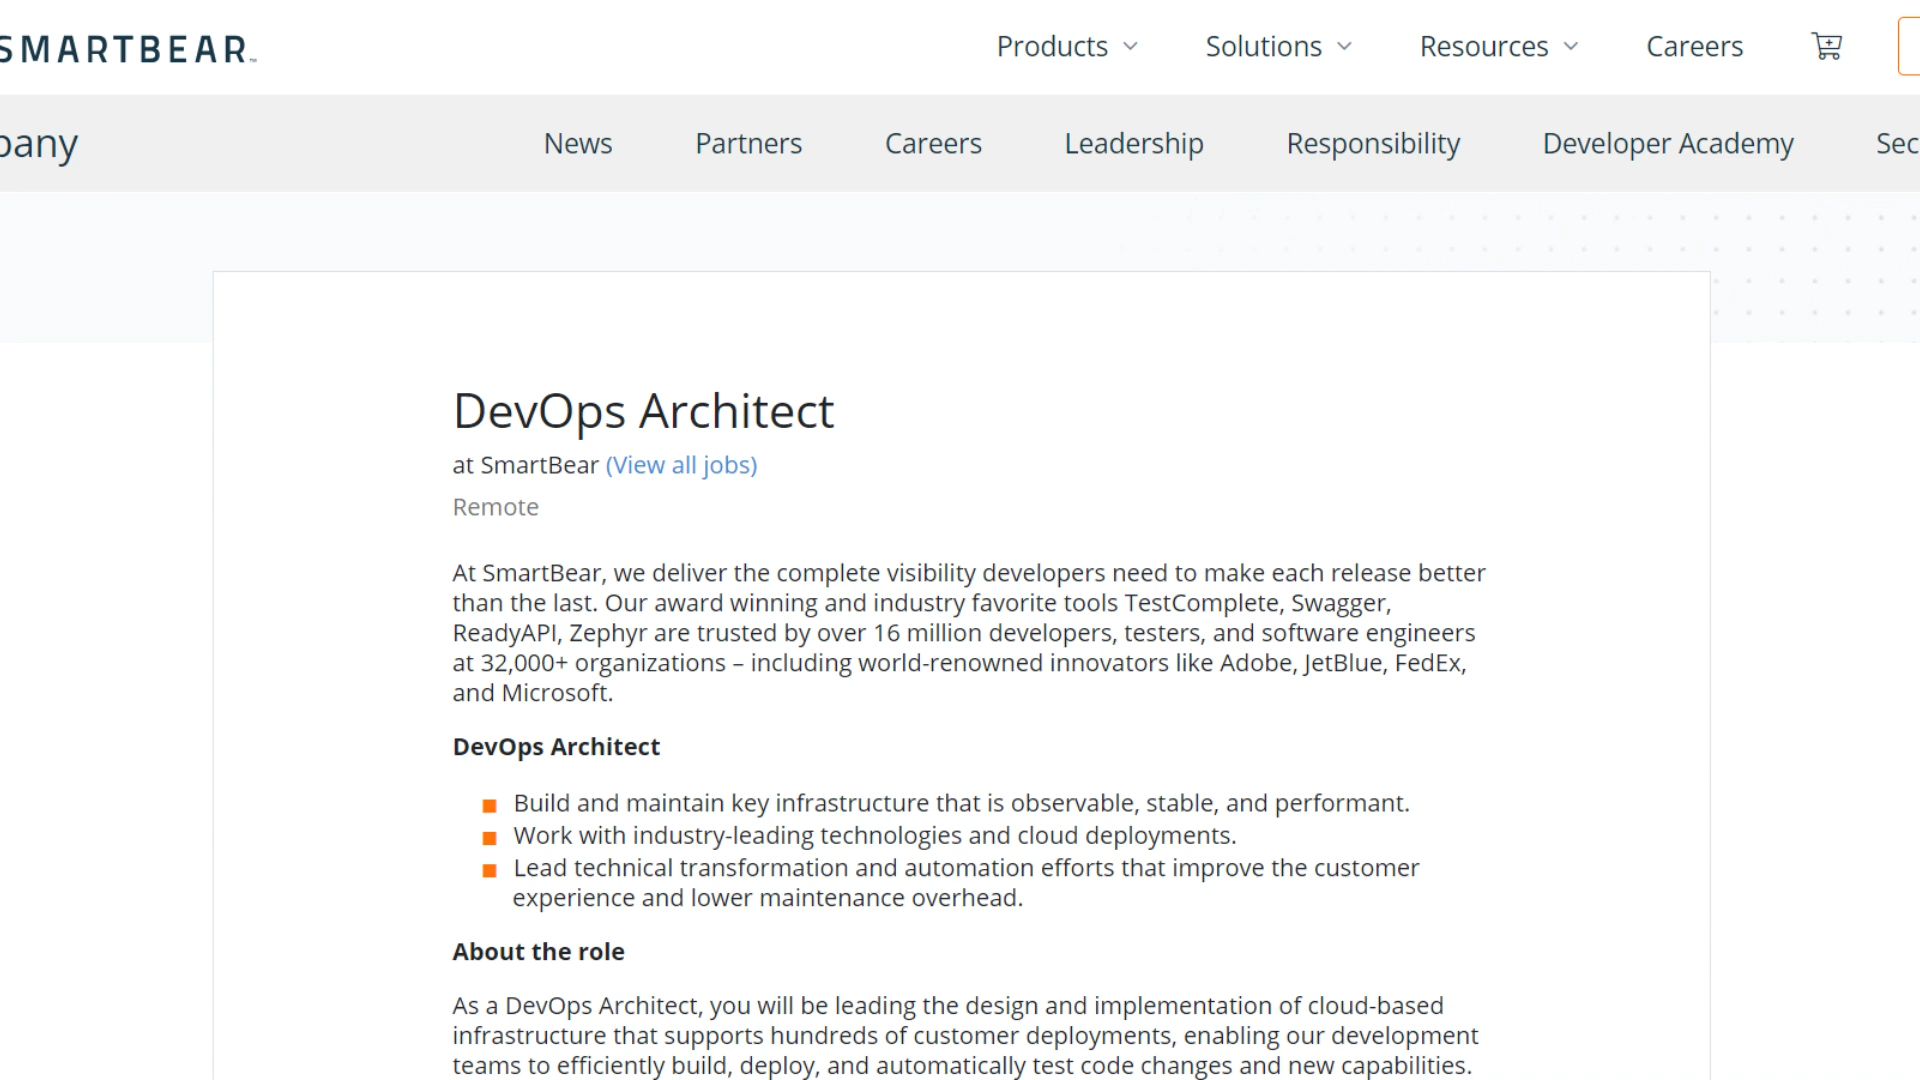 SMARTBEAR
Products Solutions Resources Careers
News Partners Careers Leadership Responsibility Developer Academy
DevOps Architect
at SmartBear (View all jobs)
Remote
At SmartBear, we deliver the complete visibility developers need to make each release better
than the last. Our award winning and industry favorite tools TestComplete, Swagger,
ReadyAPI, Zephyr are trusted by over 16 million developers, testers, and software engineers
at 32,000+ organizations – including world-renowned innovators like Adobe, JetBlue, FedEx,
and Microsoft.
DevOps Architect
Build and maintain key infrastructure that is observable, stable, and performant.
Work with industry-leading technologies and cloud deployments.
Lead technical transformation and automation efforts that improve the customer
experience and lower maintenance overhead.
About the role
As a DevOps Architect, you will be leading the design and implementation of cloud-based
infrastructure that supports hundreds of customer deployments, enabling our development
teams to efficiently build, deploy, and automatically test code changes and new capabilities.